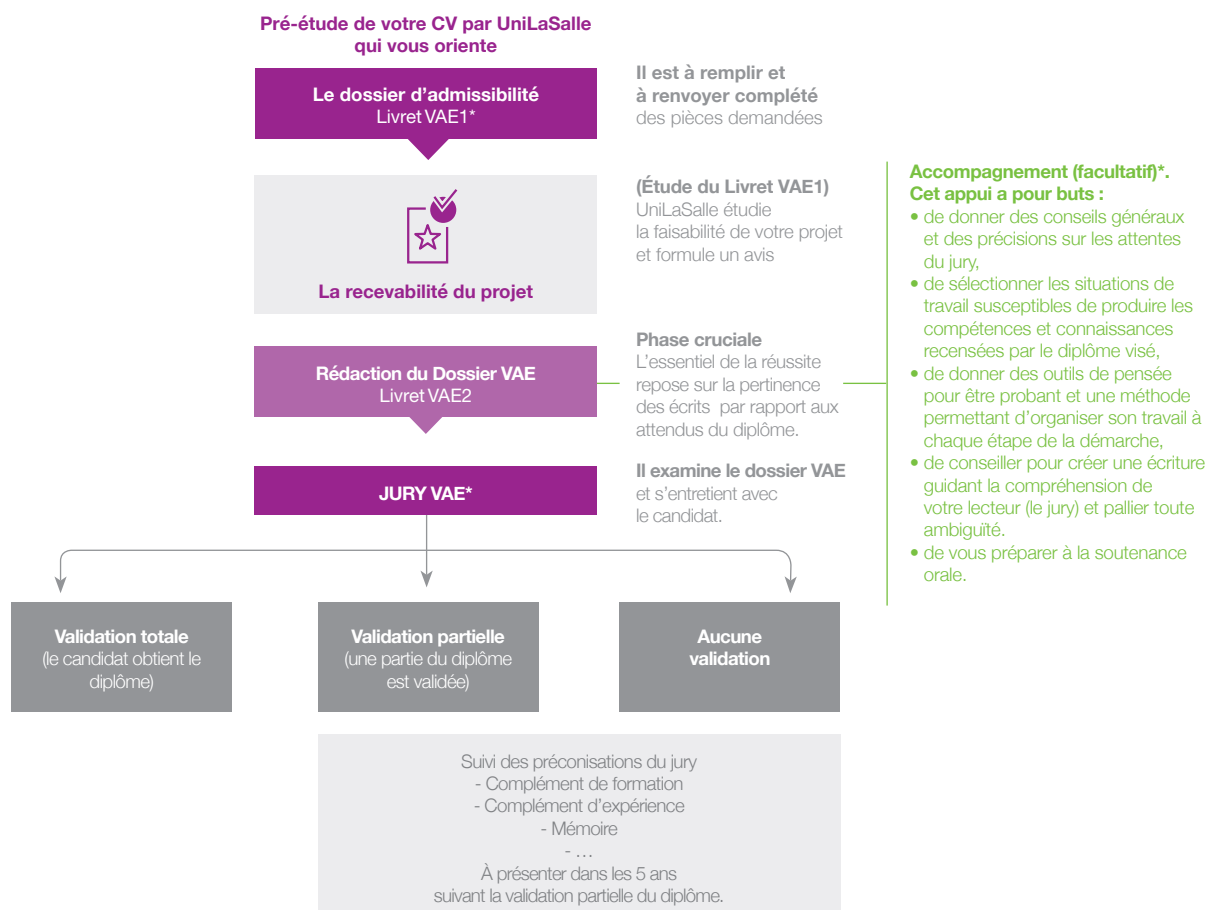 Pré-étude de votre CV par UniLaSalle
qui vous oriente
Le dossier d'admissibilité
Livret VAE1*
Il est à remplir et
à renvoyer complété
des pièces demandées
(Étude du Livret VAE1)
UniLaSalle étudie
la faisabilité de votre projet
et formule un avis
La recevabilité du projet
Rédaction du Dossier VAE
Livret VAE2
Phase cruciale
L'essentiel de la réussite
repose sur la pertinence
des écrits par rapport aux
attendus du diplôme.
JURY VAE*
Il examine le dossier VAE
et s'entretient avec
le candidat.
Accompagnement (facultatif)*.
Cet appui a pour buts :
• de donner des conseils généraux
et des précisions sur les attentes
du jury,
• de sélectionner les situations de
travail susceptibles de produire les
compétences et connaissances
recensées par le diplôme visé,
• de donner des outils de pensée
pour être probant et une méthode
permettant d'organiser son travail à
chaque étape de la démarche,
• de conseiller pour créer une écriture
guidant la compréhension de
votre lecteur (le jury) et pallier toute
ambiguïté.
• de vous préparer à la soutenance
orale.
Validation totale
(le candidat obtient le
diplôme)
Validation partielle
(une partie du diplôme
est validée)
Aucune
validation
Suivi des préconisations du jury
- Complément de formation
- Complément d'expérience
- Mémoire
- …
À présenter dans les 5 ans
suivant la validation partielle du diplôme.